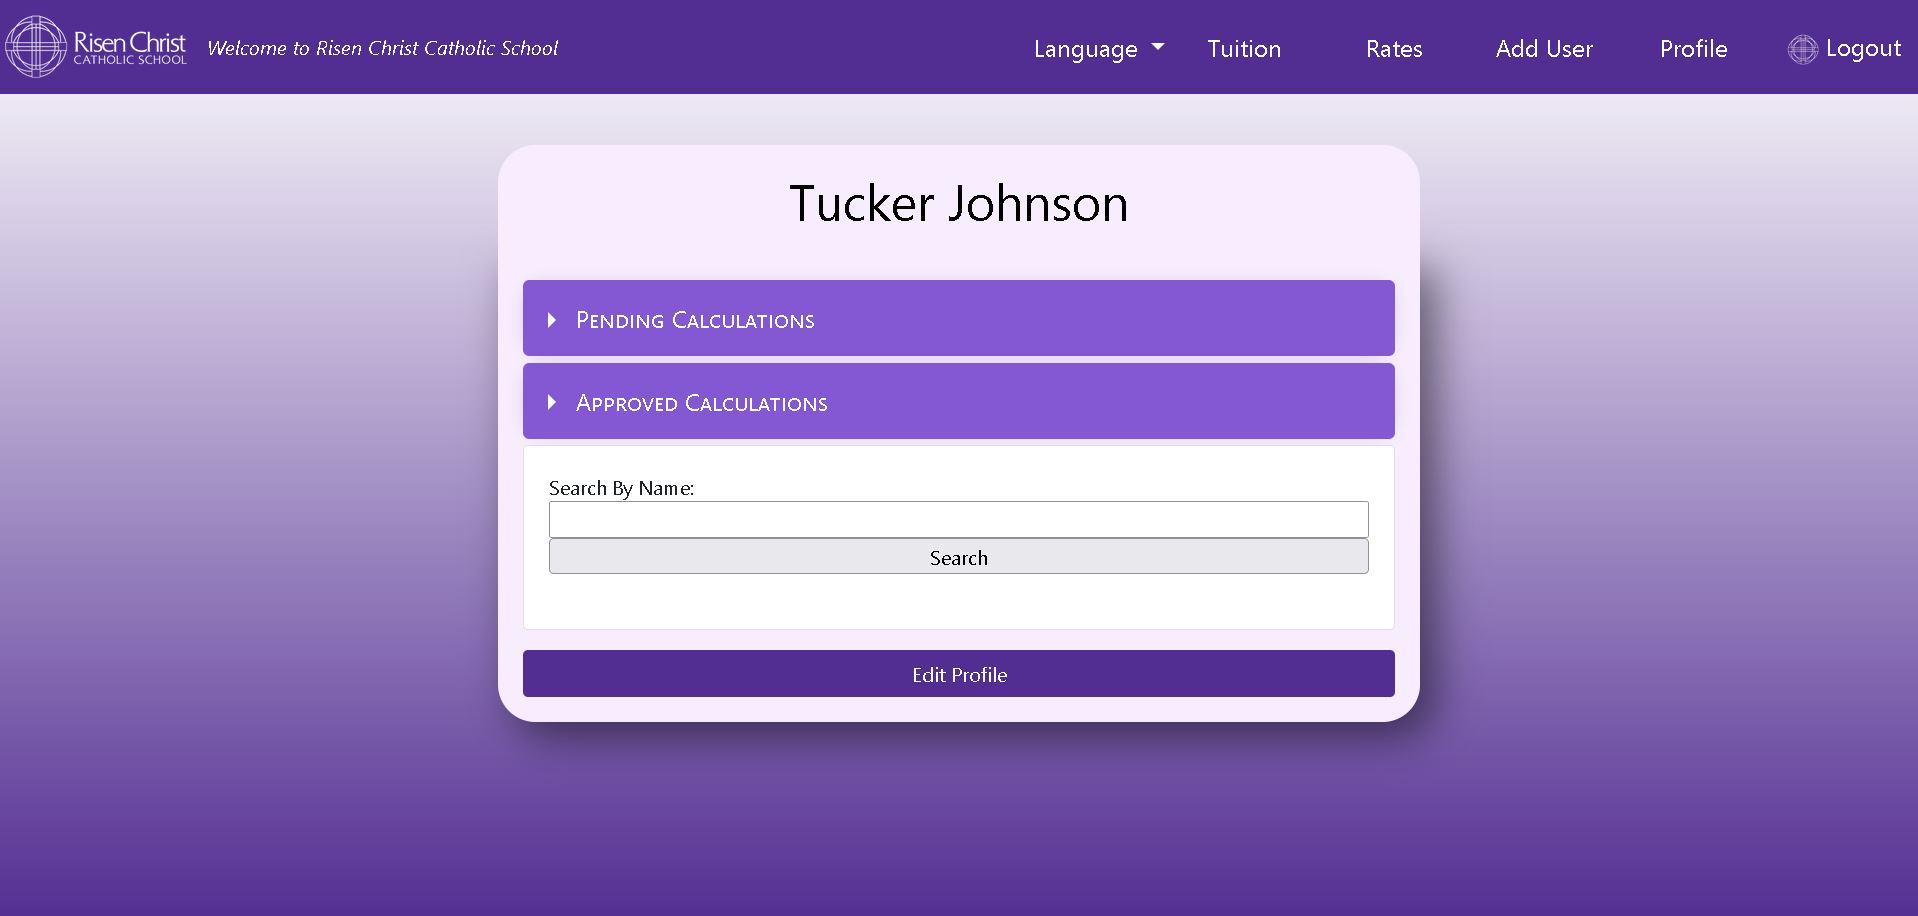 Risen Christ
CATHOLIC SCHOOL
Welcome to Risen Christ Catholic School
Language
Tuition
Rates
Add User
Profile
Logout
Tucker Johnson
PENDING CALCULATIONS
APPROVED CALCULATIONS
Search By Name:
Search
Edit Profile